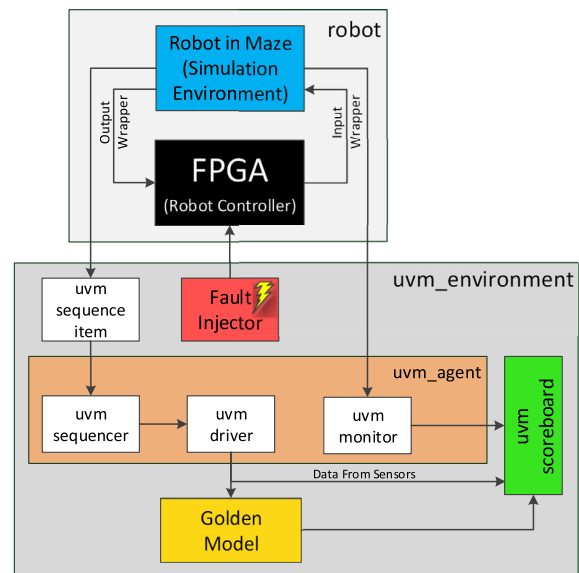 robot
Robot in Maze
(Simulation
Environment)
Output
Wrapper
Input
Wrapper
FPGA
(Robot Controller)
uvm_environment
uvm
sequence
item
Fault
Injector
uvm_agent
uvm
sequencer
uvm
driver
uvm
monitor
uvm
scoreboard
Data From Sensors
Golden
Model